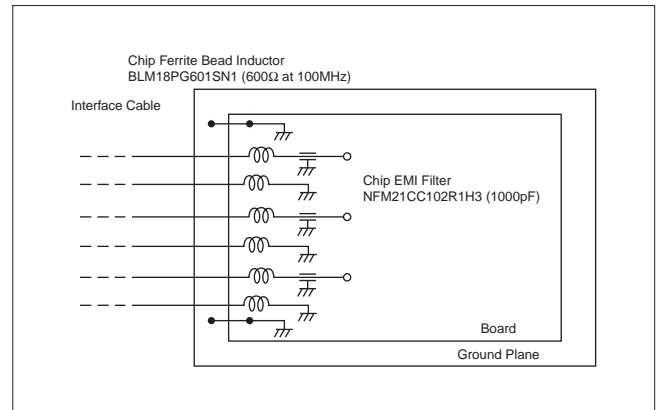 Chip Ferrite Bead Inductor
BLM18PG601SN1 (600Ω at 100MHz)
Interface Cable
Chip EMI Filter
NFM21CC102R1H3 (1000pF)
Board
Ground Plane